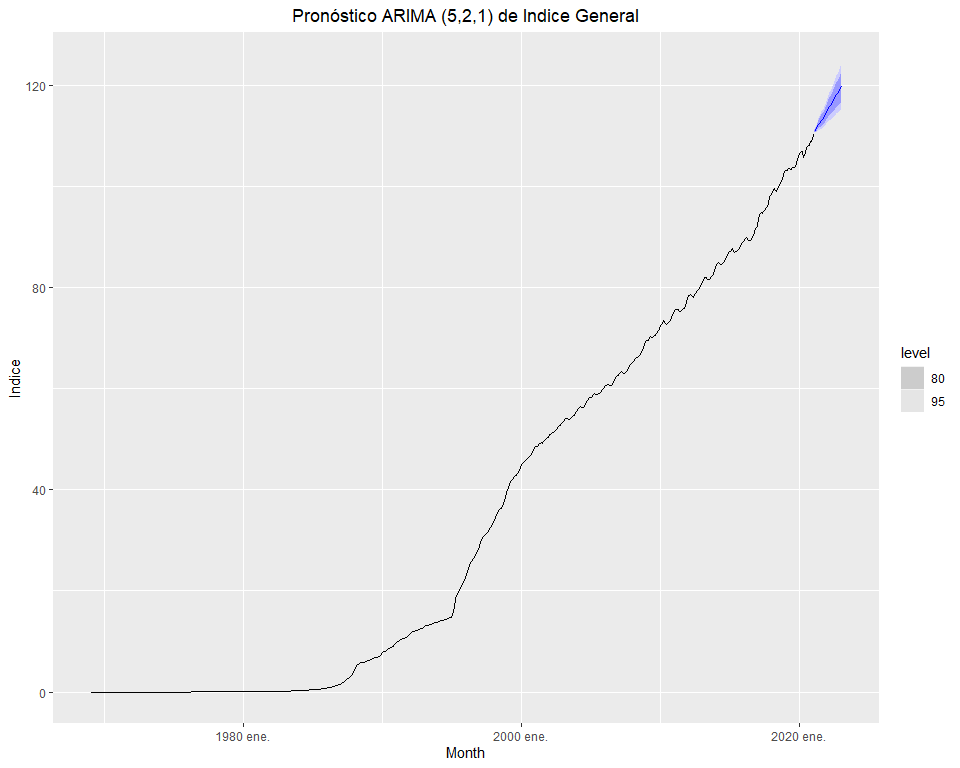 Pronóstico ARIMA (5,2,1) de Indice General
Indice
120
80
40
0
1980 ene.
2000 ene.
2020 ene.
Month
level
80
95